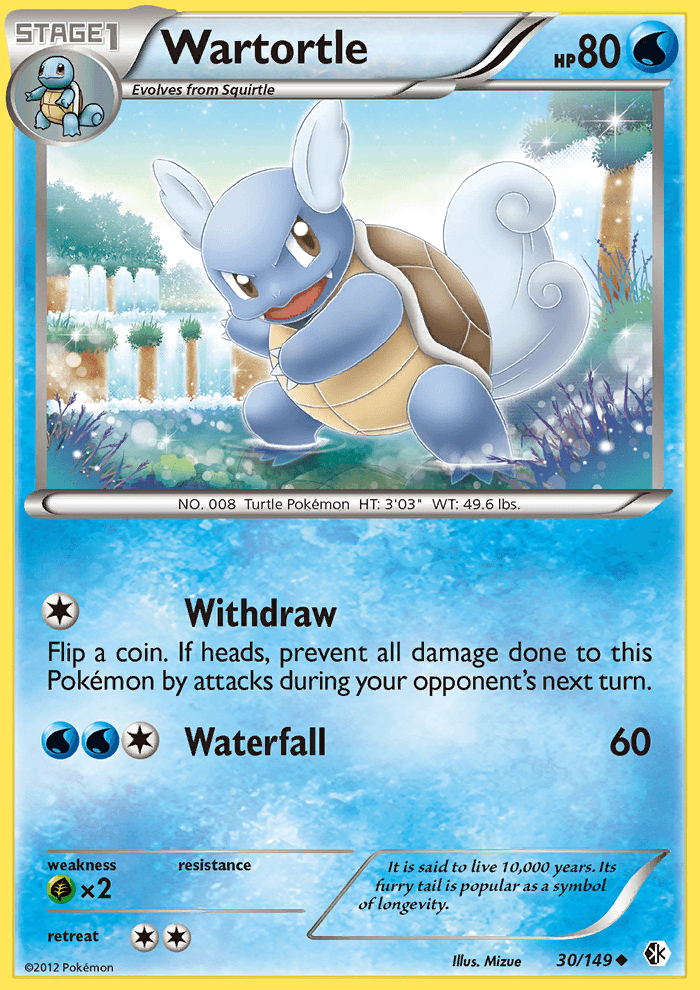 STAGE1
Wartortle
HP80
Evolves from Squirtle
NO. 008 Turtle Pokémon HT: 3'03" WT: 49.6 lbs.
Withdraw
Flip a coin. If heads, prevent all damage done to this
Pokémon by attacks during your opponent's next turn.
Waterfall 60
weakness resistance
×2
It is said to live 10,000 years. Its
furry tail is popular as a symbol
of longevity.
retreat
©2012 Pokémon
Illus. Mizue 30/149